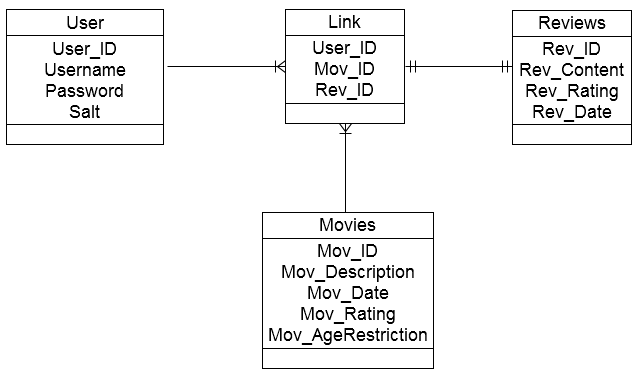 User
User_ID
Username
Password
Salt
Link
User_ID
Mov_ID
Rev_ID
Reviews
Rev_ID
Rev_Content
Rev_Rating
Rev_Date
Movies
Mov_ID
Mov_Description
Mov_Date
Mov_Rating
Mov_AgeRestriction